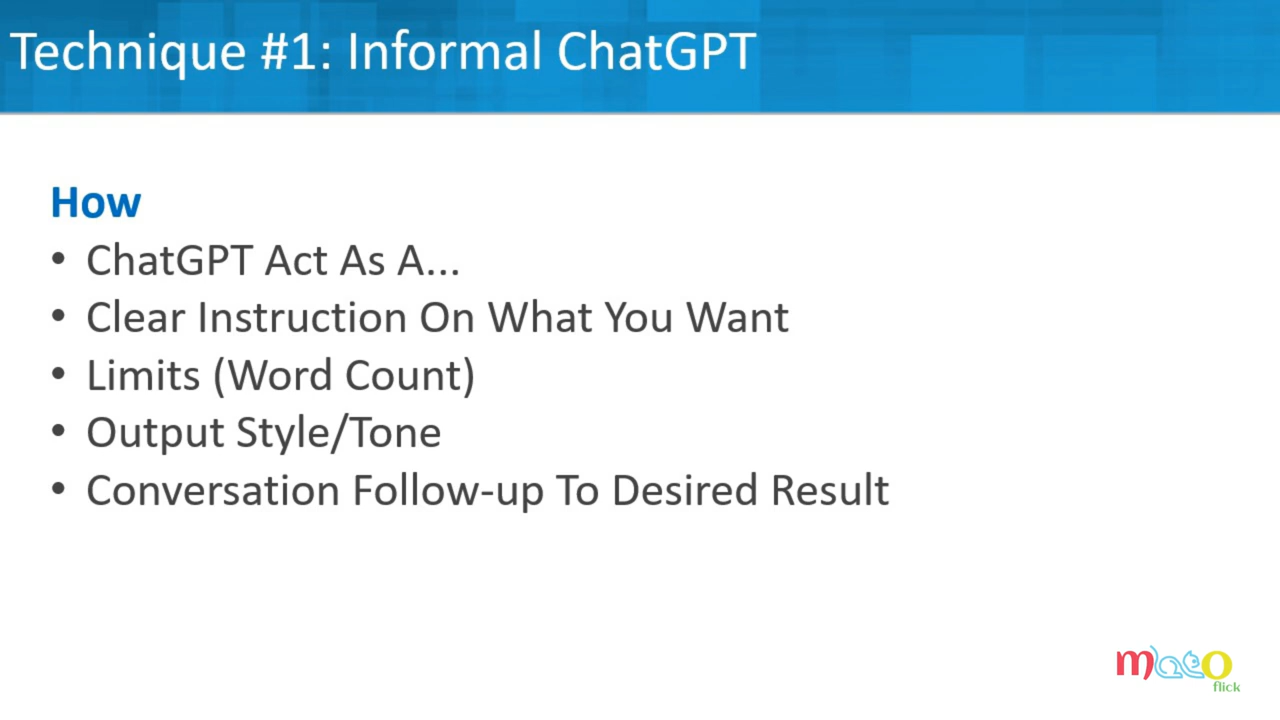 Technique #1: Informal ChatGPT
How
• ChatGPT Act As A...
• Clear Instruction On What You Want
• Limits (Word Count)
• Output Style/Tone
• Conversation Follow-up To Desired Result
flick